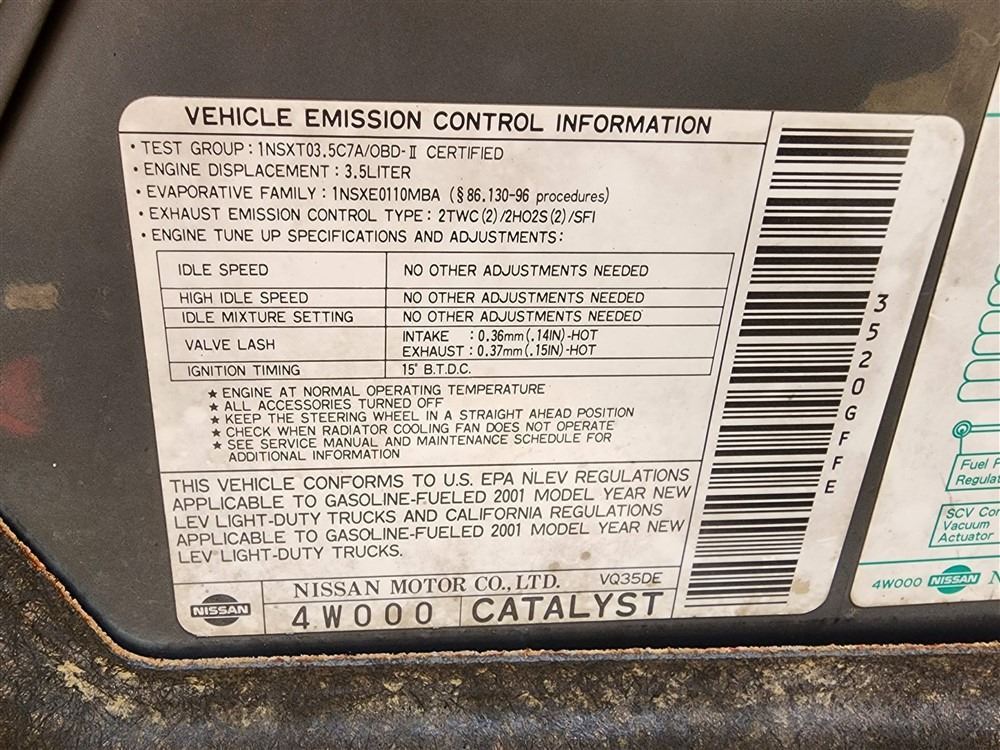 VEHICLE EMISSION CONTROL INFORMATION
• TEST GROUP : 1NSXT03.5C7A/OBD-Ⅱ CERTIFIED
• ENGINE DISPLACEMENT : 3.5LITER
• EVAPORATIVE FAMILY : 1NSXE0110MBA (§86.130-96 procedures)
• EXHAUST EMISSION CONTROL TYPE : 2TWC(2)/2HO2S(2)/SFI
• ENGINE TUNE UP SPECIFICATIONS AND ADJUSTMENTS:
IDLE SPEED NO OTHER ADJUSTMENTS NEEDED
HIGH IDLE SPEED NO OTHER ADJUSTMENTS NEEDED
IDLE MIXTURE SETTING NO OTHER ADJUSTMENTS NEEDED
VALVE LASH INTAKE : 0.36mm(.14IN)-HOT
EXHAUST : 0.37mm(.15IN)-HOT
IGNITION TIMING 15° B.T.D.C.
★ ENGINE AT NORMAL OPERATING TEMPERATURE
★ ALL ACCESSORIES TURNED OFF
★ KEEP THE STEERING WHEEL IN A STRAIGHT AHEAD POSITION
★ CHECK WHEN RADIATOR COOLING FAN DOES NOT OPERATE
★ SEE SERVICE MANUAL AND MAINTENANCE SCHEDULE FOR
ADDITIONAL INFORMATION
THIS VEHICLE CONFORMS TO U.S. EPA NLEV REGULATIONS
APPLICABLE TO GASOLINE-FUELED 2001 MODEL YEAR NEW
LEV LIGHT-DUTY TRUCKS AND CALIFORNIA REGULATIONS
APPLICABLE TO GASOLINE-FUELED 2001 MODEL YEAR NEW
LEV LIGHT-DUTY TRUCKS.
NISSAN
NISSAN MOTOR CO., LTD. VQ35DE
4W000 CATALYST
3520GFFE
Fuel
Regulat
SCV Con
Vacuum
Actuator
4W000 NISSAN N